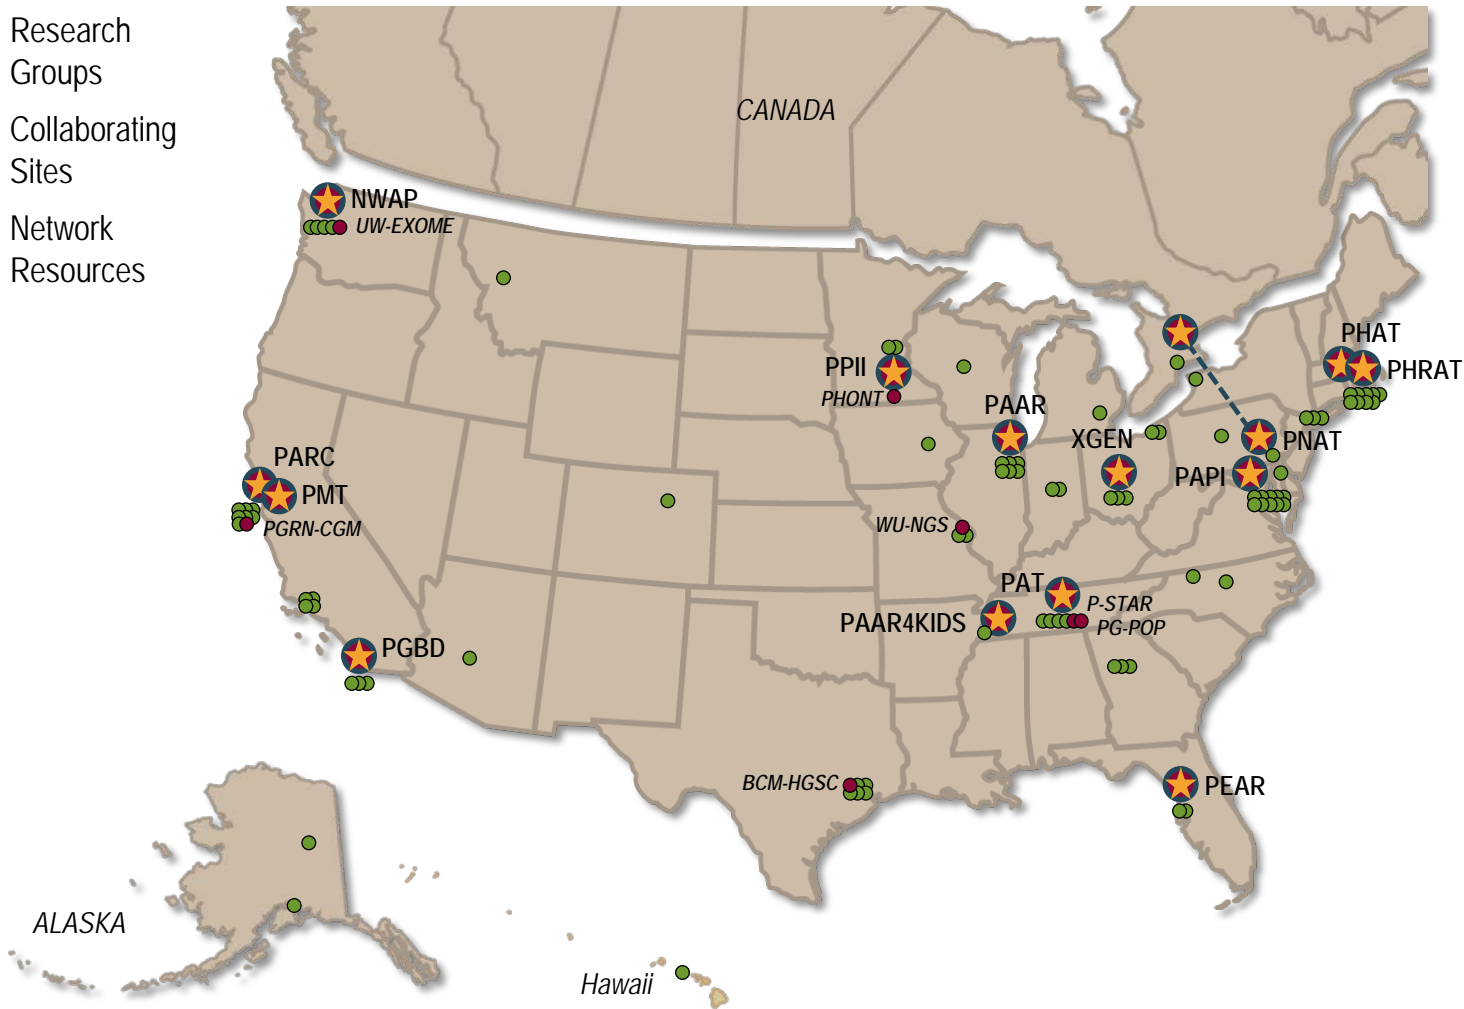 Research
Groups
Collaborating
Sites
Network
Resources
CANADA
NWAP
UW-EXOME
PHAT
PHRAT
PPII
PHONT
PAAR
XGEN
PNAT
PAPI
PARC
PMT
PGRN-CGM
WU-NGS
PAT
P-STAR
PG-POP
PAAR4KIDS
PGBD
BCM-HGSC
PEAR
ALASKA
Hawaii